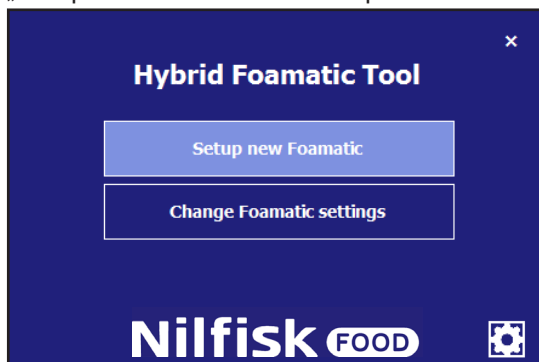 ×
Hybrid Foamatic Tool
Setup new Foamatic
Change Foamatic settings
Nilfisk FOOD